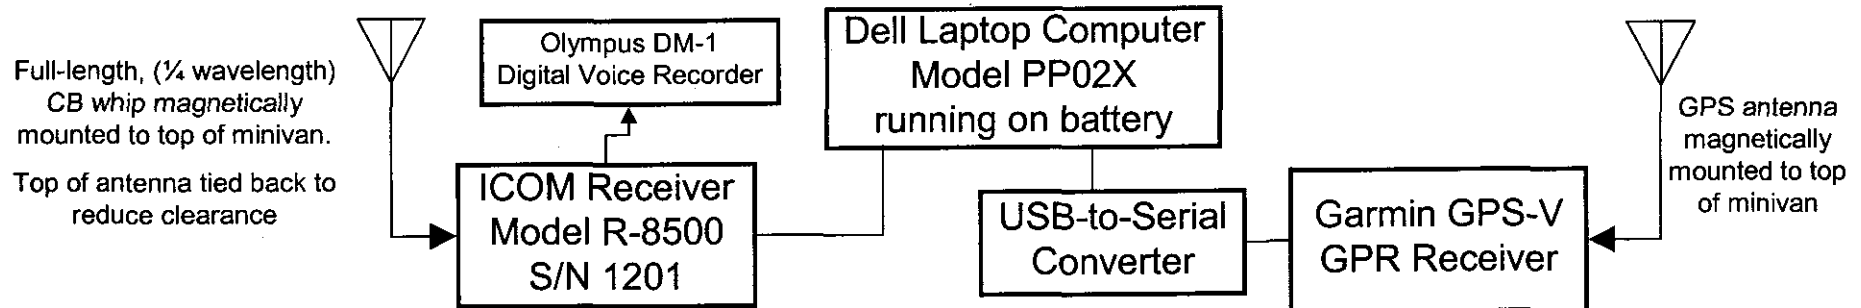 Full-length, (¼ wavelength)
CB whip magnetically
mounted to top of minivan.
Top of antenna tied back to
reduce clearance
Olympus DM-1
Digital Voice Recorder
ICOM Receiver
Model R-8500
S/N 1201
Dell Laptop Computer
Model PP02X
running on battery
USB-to-Serial
Converter
Garmin GPS-V
GPR Receiver
GPS antenna
magnetically
mounted to top
of minivan